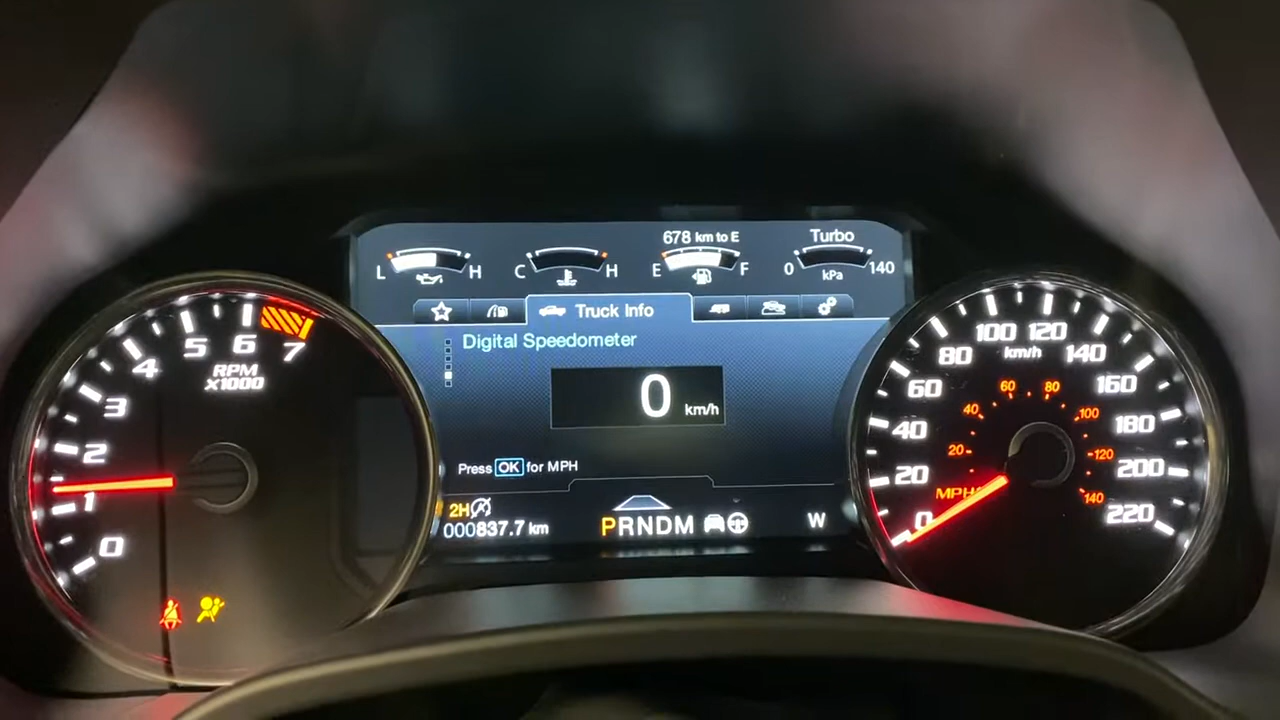 678 km to E
Turbo
L H
C H
E F
0 kPa 140
Truck Info
Digital Speedometer
0 km/h
Press OK for MPH
2H
000837.7 km
PRNDM
W
0 1 2 3 4 5 6 7
RPM
X1000
0 20 40 60 80 100 120 140 160 180 200 220
km/h
20 40 60 80 100 120 140
MPH